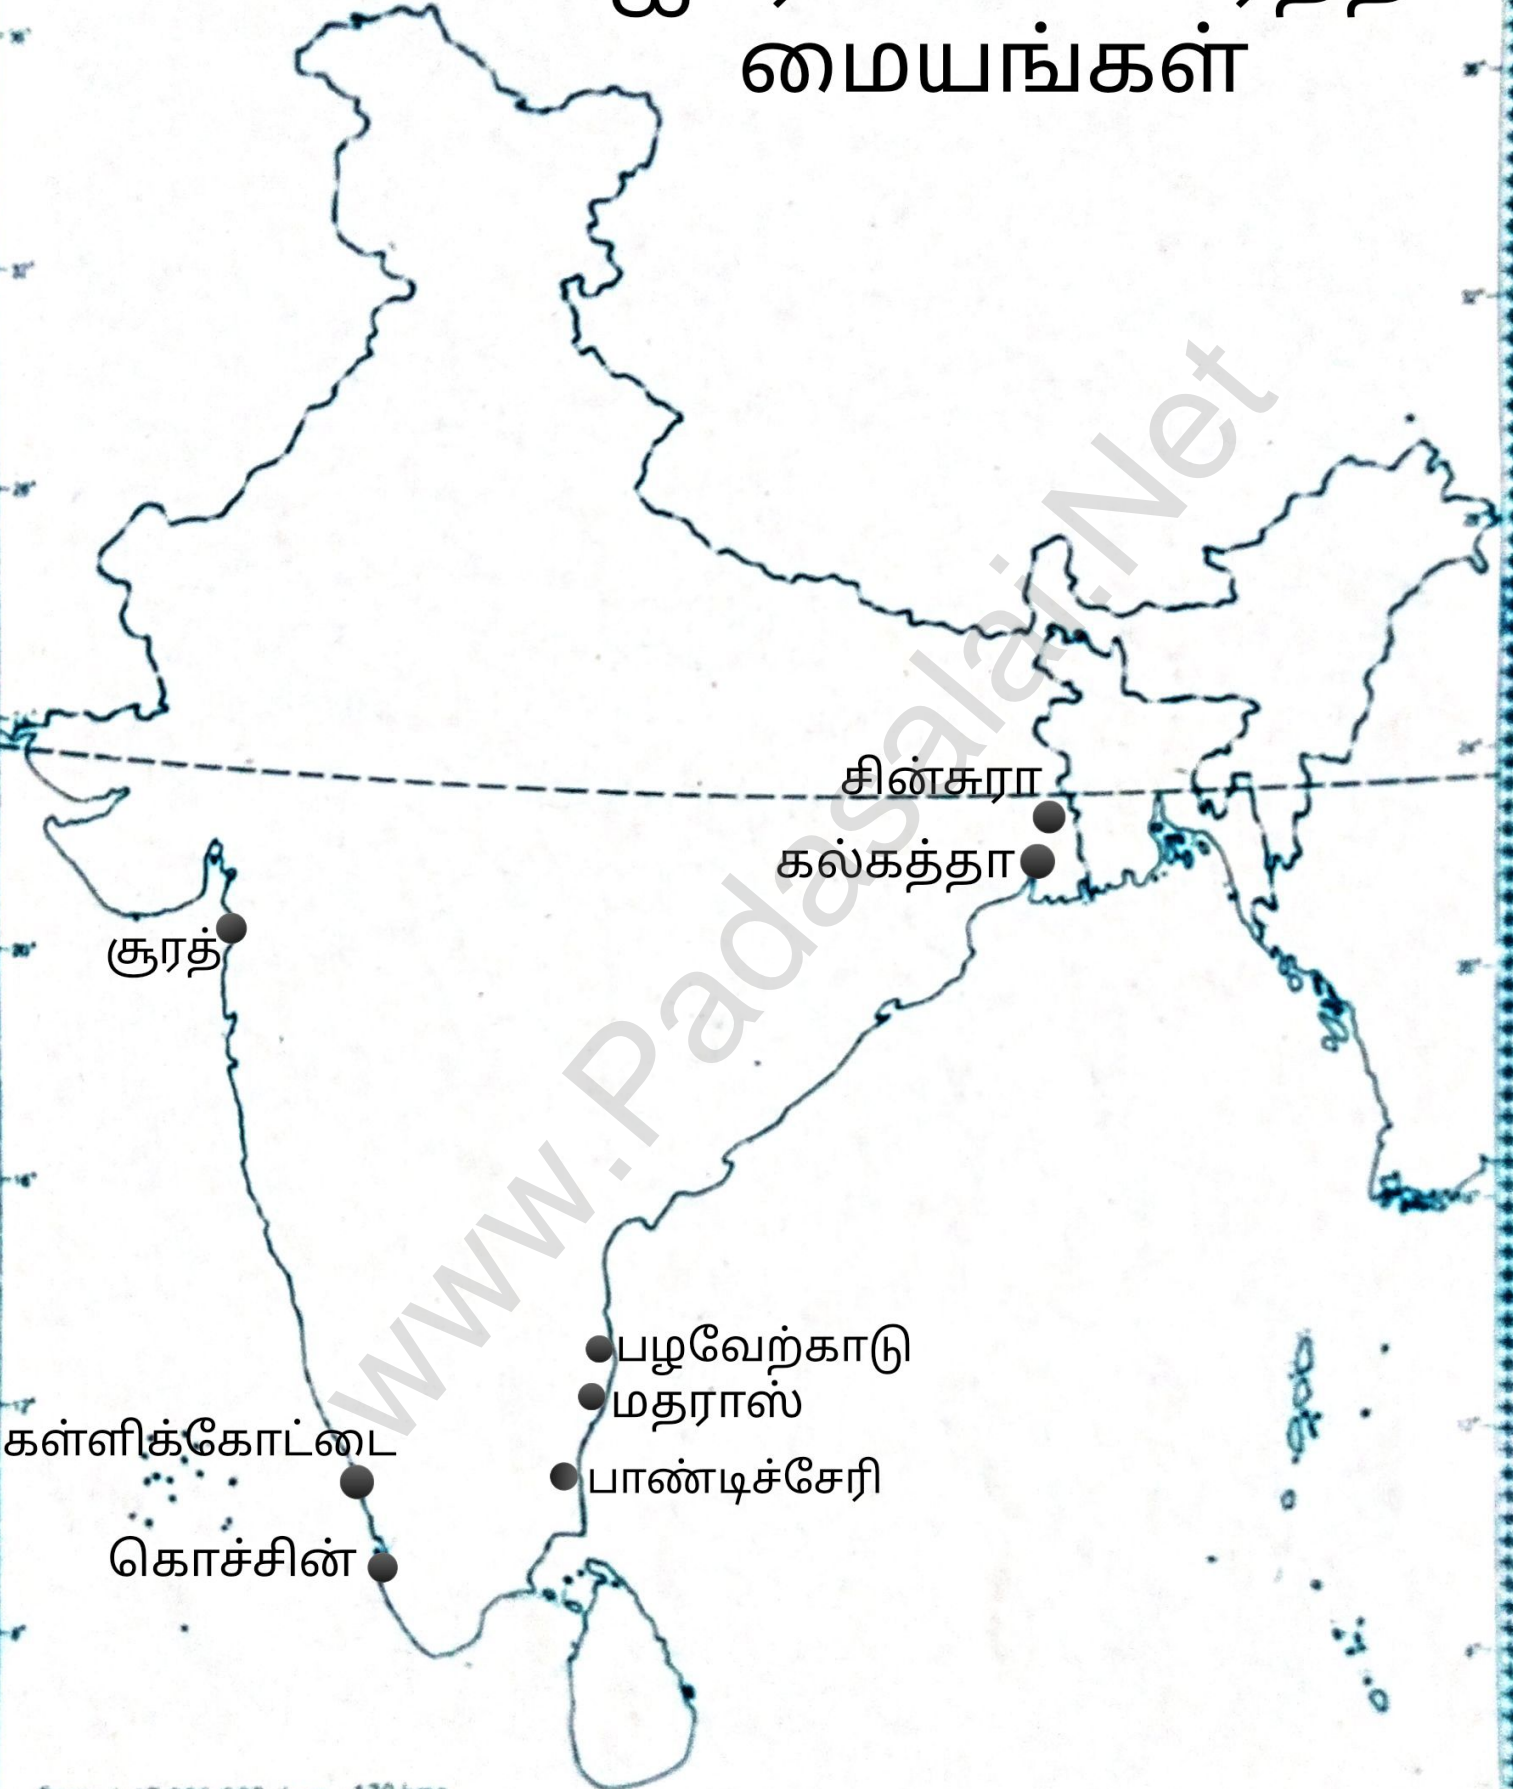 மையங்கள்
சின்சுரா
கல்கத்தா
சூரத்
பழவேற்காடு
மதராஸ்
கள்ளிக்கோட்டை
பாண்டிச்சேரி
கொச்சின்
www.Padasalai.Net